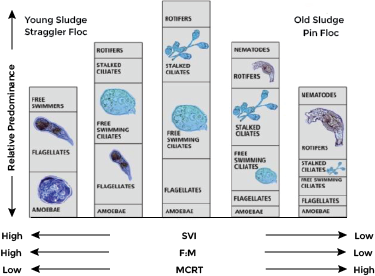 Young Sludge
Straggler Floc
Old Sludge
Pin Floc
Relative Predominance
FREE
SWIMMERS
FLAGELLATES
AMOEBAE
ROTIFERS
STALKED
CILIATES
FREE
SWIMMING
CILIATES
FLAGELLATES
AMOEBAE
ROTIFERS
STALKED
CILIATES
FREE
SWIMMING
CILIATES
FLAGELLATES
AMOEBAE
NEMATODES
ROTIFERS
STALKED
CILIATES
FREE
SWIMMING
CILIATES
FLAGELLATES
AMOEBAE
NEMATODES
ROTIFERS
STALKED
CILIATES
FREE SWIMMING
CILIATES
FLAGELLATES
AMOEBAE
High SVI Low
High F:M Low
Low MCRT High